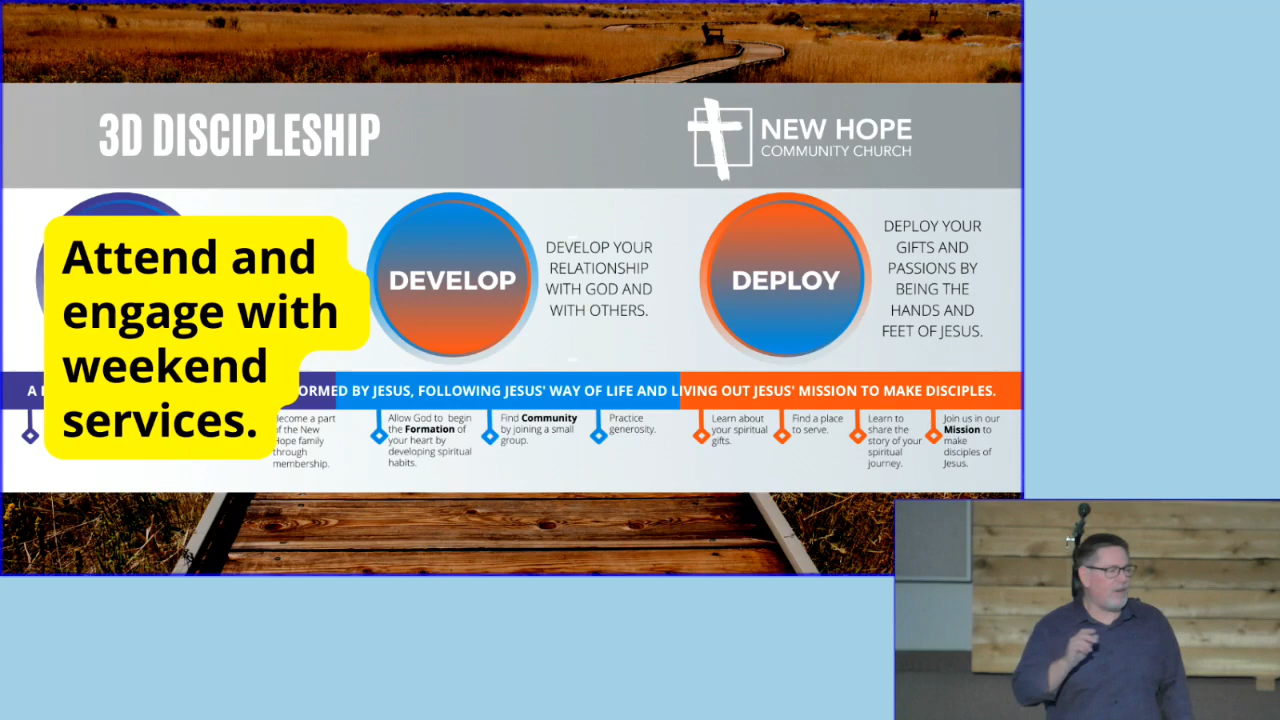 3D DISCIPLESHIP
NEW HOPE
COMMUNITY CHURCH
Attend and
engage with
weekend
services.
DEVELOP
DEVELOP YOUR
RELATIONSHIP
WITH GOD AND
WITH OTHERS.
DEPLOY
DEPLOY YOUR
GIFTS AND
PASSIONS BY
BEING THE
HANDS AND
FEET OF JESUS.
A
BY JESUS, FOLLOWING JESUS' WAY OF LIFE AND LIVING OUT JESUS' MISSION TO MAKE DISCIPLES.
a part
of the New
Hope family
through
membership.
Allow God to begin
the Formation of
your heart by
developing spiritual
habits.
Find Community
by joining a small
group.
Practice
generosity.
Learn about
your spiritual
gifts.
Find a place
to serve.
Learn to
share the
story of your
spiritual
journey.
Join us in our
Mission to
make
disciples of
Jesus.